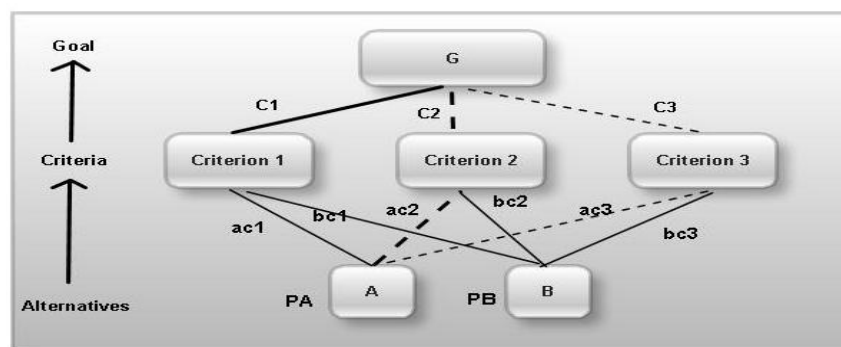 Goal
G
C1
C2
C3
Criteria
Criterion 1
Criterion 2
Criterion 3
ac1
bc1
ac2
bc2
ac3
bc3
Alternatives
PA
A
PB
B